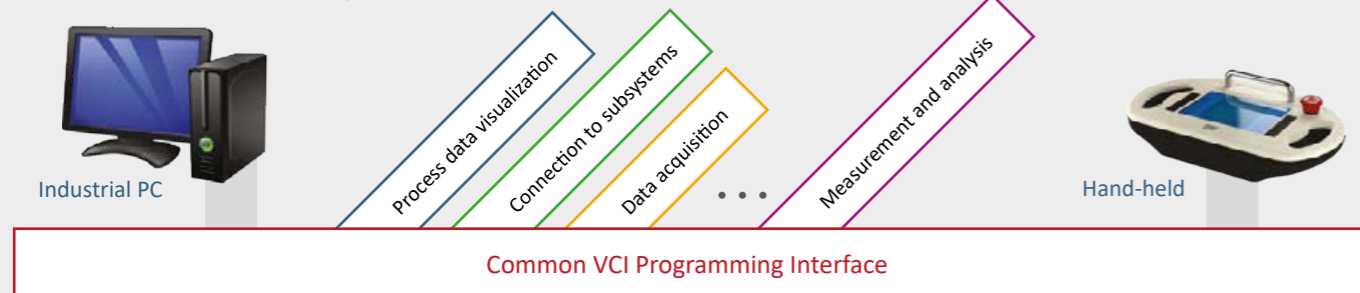 Process data visualization
Connection to subsystems
Data acquisition
...
Measurement and analysis
Industrial PC
Hand-held
Common VCI Programming Interface